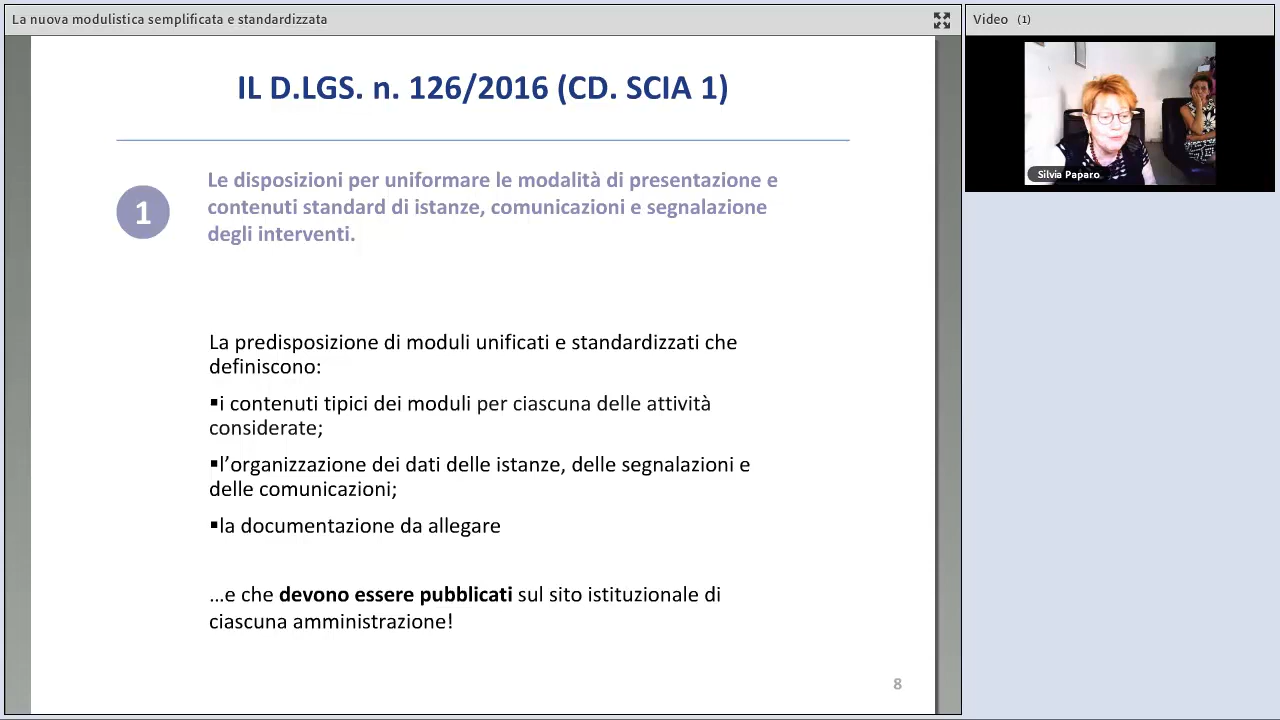 La nuova modulistica semplificata e standardizzata
Video (1)
Silvia Paparo
IL D.LGS. n. 126/2016 (CD. SCIA 1)
1
Le disposizioni per uniformare le modalità di presentazione e
contenuti standard di istanze, comunicazioni e segnalazione
degli interventi.
La predisposizione di moduli unificati e standardizzati che
definiscono:
▪i contenuti tipici dei moduli per ciascuna delle attività
considerate;
▪l’organizzazione dei dati delle istanze, delle segnalazioni e
delle comunicazioni;
▪la documentazione da allegare
…e che devono essere pubblicati sul sito istituzionale di
ciascuna amministrazione!
8